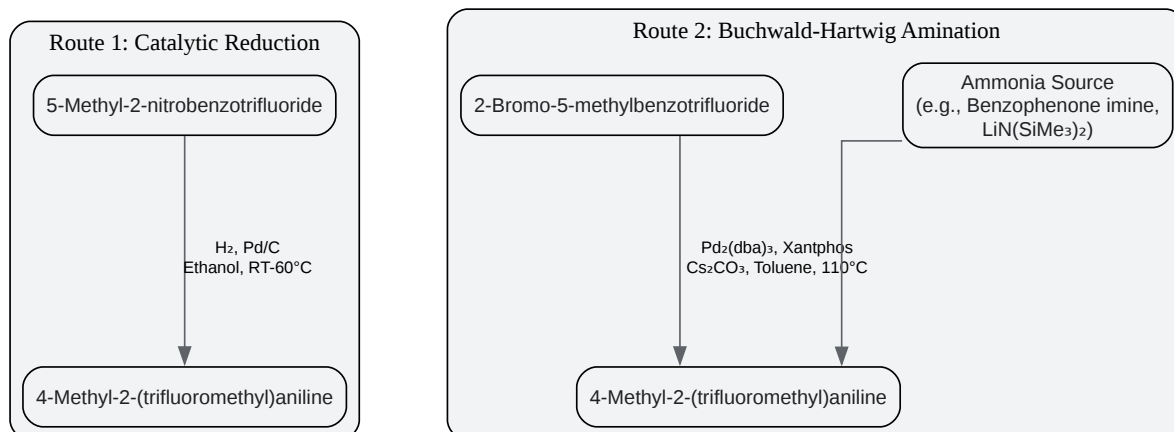 Route 1: Catalytic Reduction
5-Methyl-2-nitrobenzotrifluoride
H₂, Pd/C
Ethanol, RT-60°C
4-Methyl-2-(trifluoromethyl)aniline
Route 2: Buchwald-Hartwig Amination
2-Bromo-5-methylbenzotrifluoride
Ammonia Source
(e.g., Benzophenone imine,
LiN(SiMe₃)₂)
Pd₂(dba)₃, Xantphos
Cs₂CO₃, Toluene, 110°C
4-Methyl-2-(trifluoromethyl)aniline